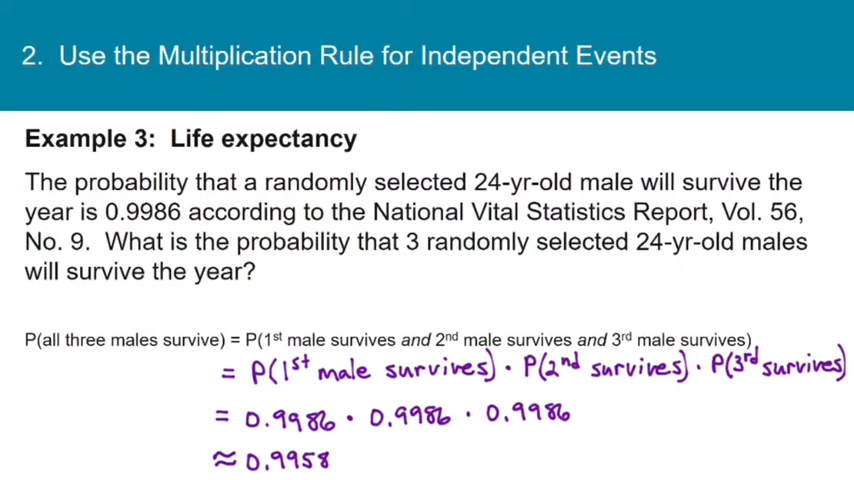 2. Use the Multiplication Rule for Independent Events
Example 3: Life expectancy
The probability that a randomly selected 24-yr-old male will survive the
year is 0.9986 according to the National Vital Statistics Report, Vol. 56,
No. 9. What is the probability that 3 randomly selected 24-yr-old males
will survive the year?
P(all three males survive) = P(1st male survives and 2nd male survives and 3rd male survives)
= P(1st male survives) · P(2nd survives) · P(3rd survives)
= 0.9986 · 0.9986 · 0.9986
≈ 0.9958